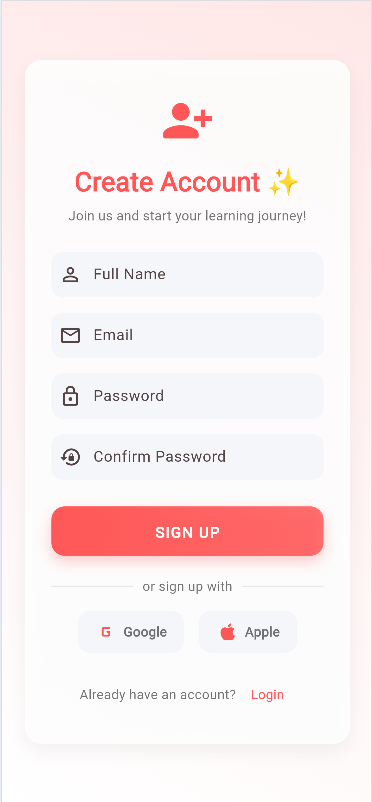 Create Account ✨
Join us and start your learning journey!
Full Name
Email
Password
Confirm Password
SIGN UP
or sign up with
G Google
Apple
Already have an account? Login